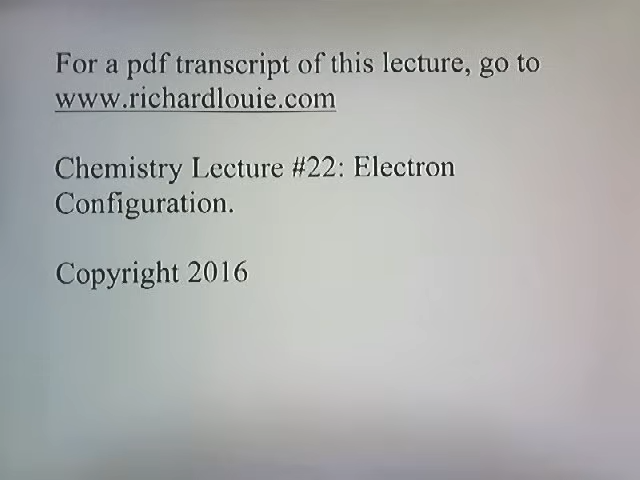 For a pdf transcript of this lecture, go to
www.richardlouie.com
Chemistry Lecture #22: Electron
Configuration.
Copyright 2016